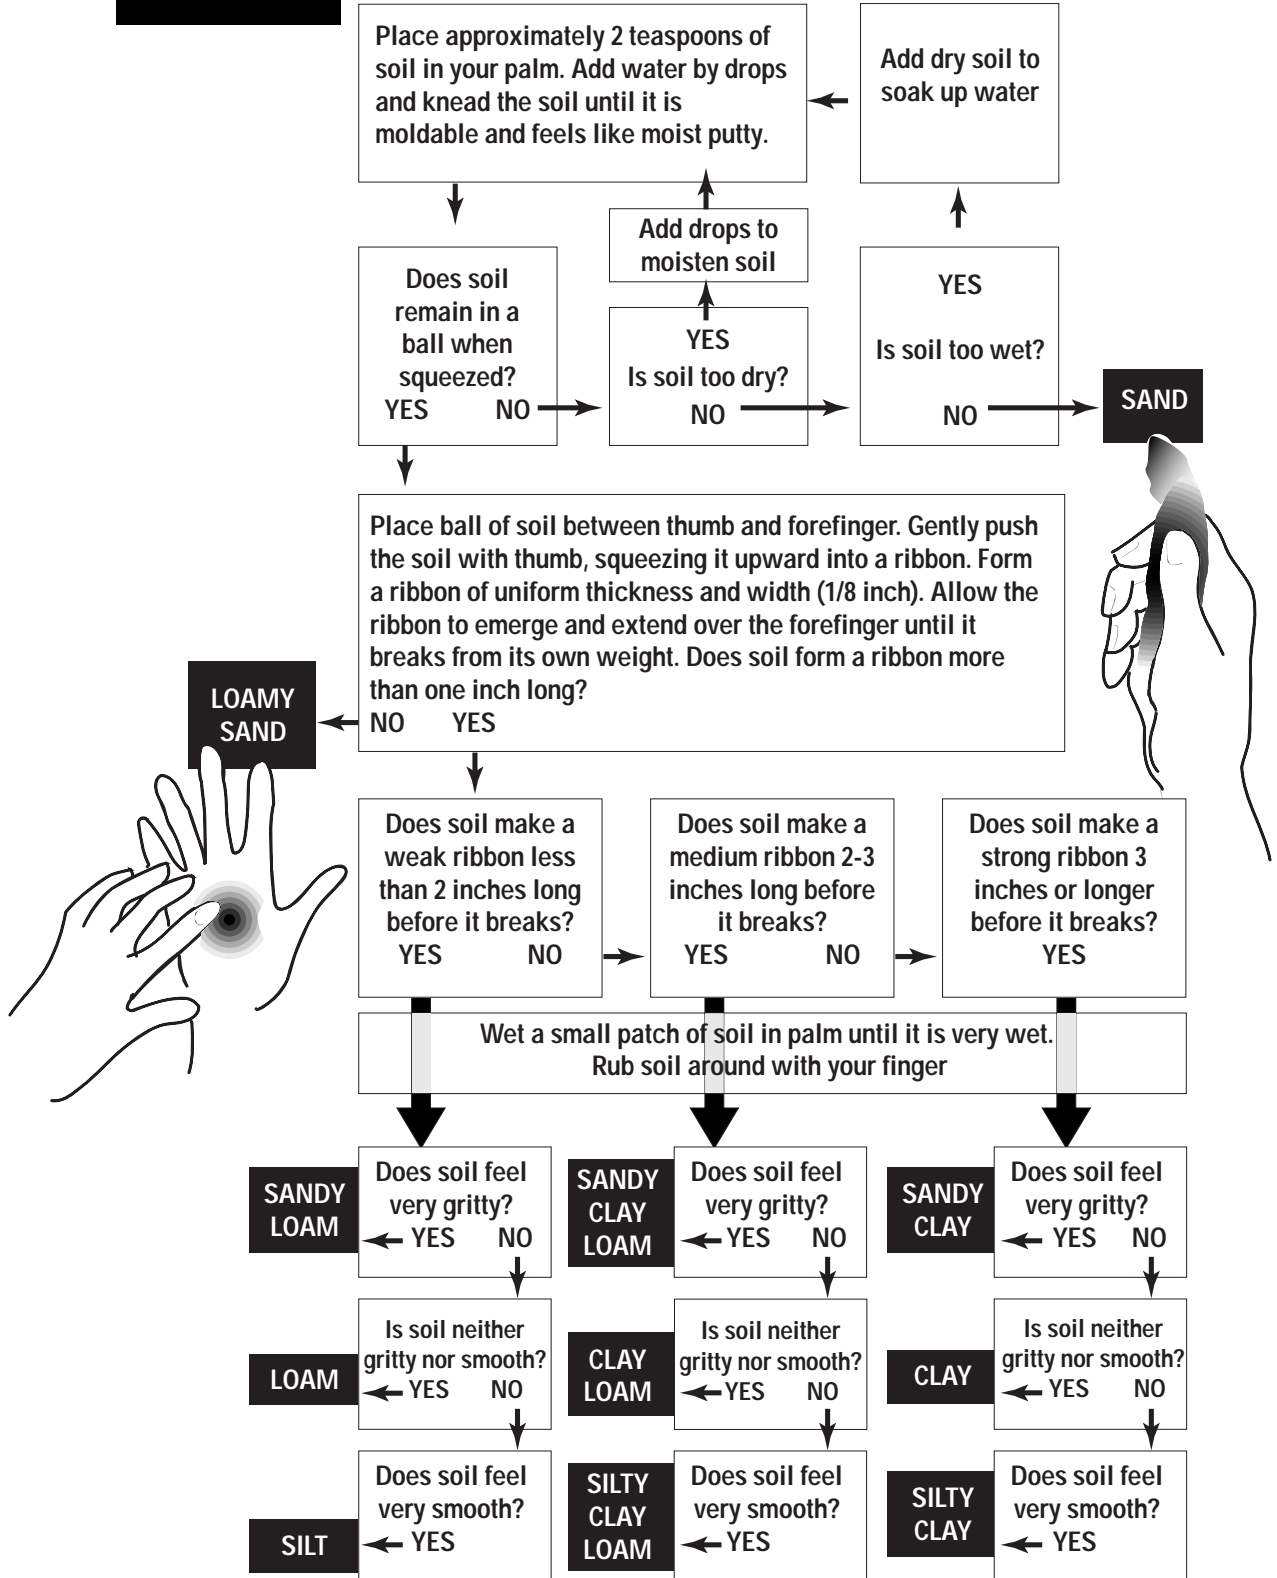 Place approximately 2 teaspoons of
soil in your palm. Add water by drops
and knead the soil until it is
moldable and feels like moist putty.
Add dry soil to
soak up water
Add drops to
moisten soil
Does soil
remain in a
ball when
squeezed?
YES NO
YES
Is soil too dry?
NO
YES
Is soil too wet?
NO
SAND
Place ball of soil between thumb and forefinger. Gently push
the soil with thumb, squeezing it upward into a ribbon. Form
a ribbon of uniform thickness and width (1/8 inch). Allow the
ribbon to emerge and extend over the forefinger until it
breaks from its own weight. Does soil form a ribbon more
than one inch long?
NO YES
LOAMY
SAND
Does soil make a
weak ribbon less
than 2 inches long
before it breaks?
YES NO
Does soil make a
medium ribbon 2-3
inches long before
it breaks?
YES NO
Does soil make a
strong ribbon 3
inches or longer
before it breaks?
YES
Wet a small patch of soil in palm until it is very wet.
Rub soil around with your finger
SANDY
LOAM
Does soil feel
very gritty?
YES NO
SANDY
CLAY
LOAM
Does soil feel
very gritty?
YES NO
SANDY
CLAY
Does soil feel
very gritty?
YES NO
LOAM
Is soil neither
gritty nor smooth?
YES NO
CLAY
LOAM
Is soil neither
gritty nor smooth?
YES NO
CLAY
Is soil neither
gritty nor smooth?
YES NO
SILT
Does soil feel
very smooth?
YES
SILTY
CLAY
LOAM
Does soil feel
very smooth?
YES
SILTY
CLAY
Does soil feel
very smooth?
YES